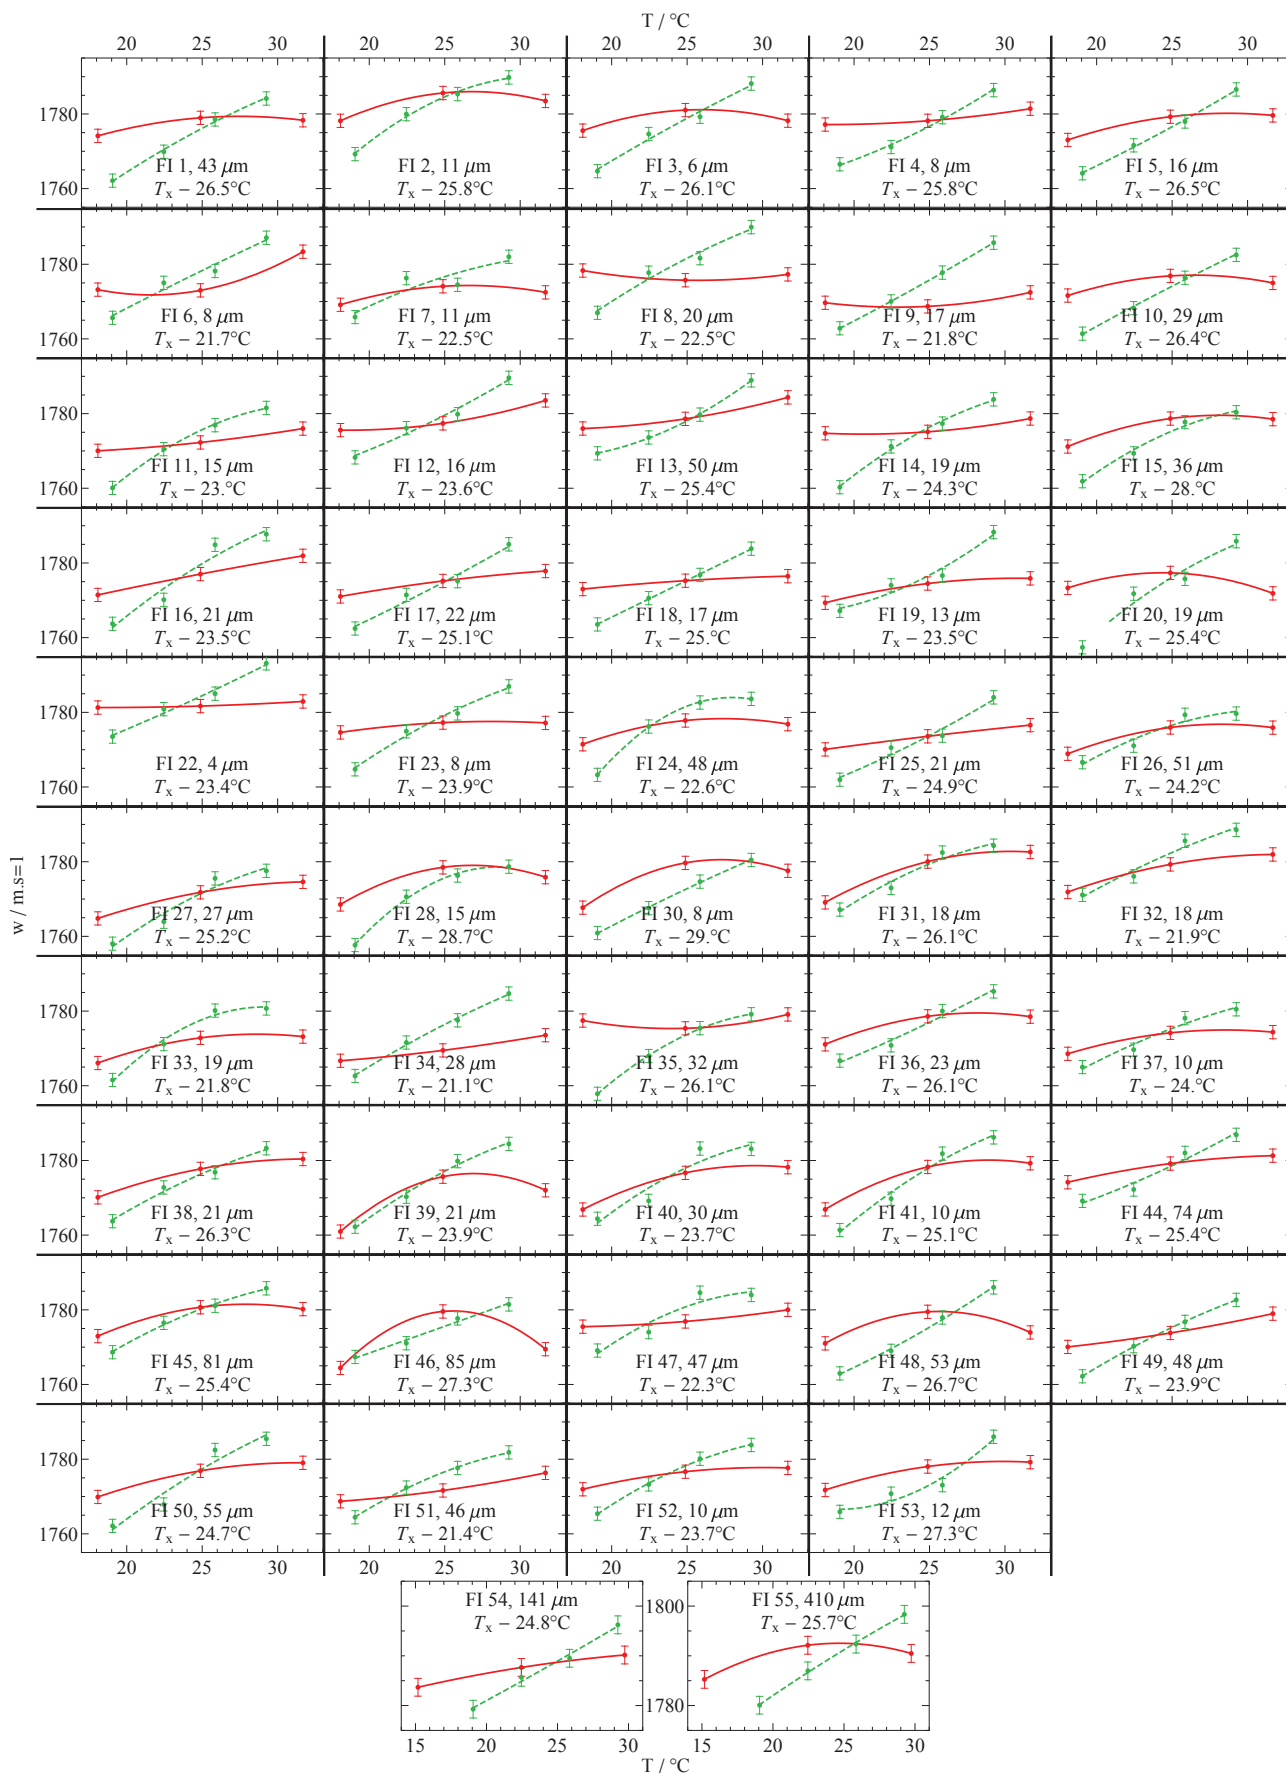 T / °C
20 25 30 20 25 30 20 25 30 20 25 30 20 25 30
1780
1760
FI 1, 43 μm FI 2, 11 μm FI 3, 6 μm FI 4, 8 μm FI 5, 16 μm
Tx − 26.5°C Tx − 25.8°C Tx − 26.1°C Tx − 25.8°C Tx − 26.5°C
1780
1760
FI 6, 8 μm FI 7, 11 μm FI 8, 20 μm FI 9, 17 μm FI 10, 29 μm
Tx − 21.7°C Tx − 22.5°C Tx − 22.5°C Tx − 21.8°C Tx − 26.4°C
1780
1760
FI 11, 15 μm FI 12, 16 μm FI 13, 50 μm FI 14, 19 μm FI 15, 36 μm
Tx − 23.°C Tx − 23.6°C Tx − 25.4°C Tx − 24.3°C Tx − 28.°C
1780
1760
FI 16, 21 μm FI 17, 22 μm FI 18, 17 μm FI 19, 13 μm FI 20, 19 μm
Tx − 23.5°C Tx − 25.1°C Tx − 25.°C Tx − 23.5°C Tx − 25.4°C
1780
1760
FI 22, 4 μm FI 23, 8 μm FI 24, 48 μm FI 25, 21 μm FI 26, 51 μm
Tx − 23.4°C Tx − 23.9°C Tx − 22.6°C Tx − 24.9°C Tx − 24.2°C
w / m.s=1
1780
1760
FI 27, 27 μm FI 28, 15 μm FI 30, 8 μm FI 31, 18 μm FI 32, 18 μm
Tx − 25.2°C Tx − 28.7°C Tx − 29.°C Tx − 26.1°C Tx − 21.9°C
1780
1760
FI 33, 19 μm FI 34, 28 μm FI 35, 32 μm FI 36, 23 μm FI 37, 10 μm
Tx − 21.8°C Tx − 21.1°C Tx − 26.1°C Tx − 26.1°C Tx − 24.°C
1780
1760
FI 38, 21 μm FI 39, 21 μm FI 40, 30 μm FI 41, 10 μm FI 44, 74 μm
Tx − 26.3°C Tx − 23.9°C Tx − 23.7°C Tx − 25.1°C Tx − 25.4°C
1780
1760
FI 45, 81 μm FI 46, 85 μm FI 47, 47 μm FI 48, 53 μm FI 49, 48 μm
Tx − 25.4°C Tx − 27.3°C Tx − 22.3°C Tx − 26.7°C Tx − 23.9°C
1780
1760
FI 50, 55 μm FI 51, 46 μm FI 52, 10 μm FI 53, 12 μm
Tx − 24.7°C Tx − 21.4°C Tx − 23.7°C Tx − 27.3°C
20 25 30 20 25 30 20 25 30 20 25 30
FI 54, 141 μm 1800 FI 55, 410 μm
Tx − 24.8°C Tx − 25.7°C
1780
15 20 25 30 15 20 25 30
T / °C